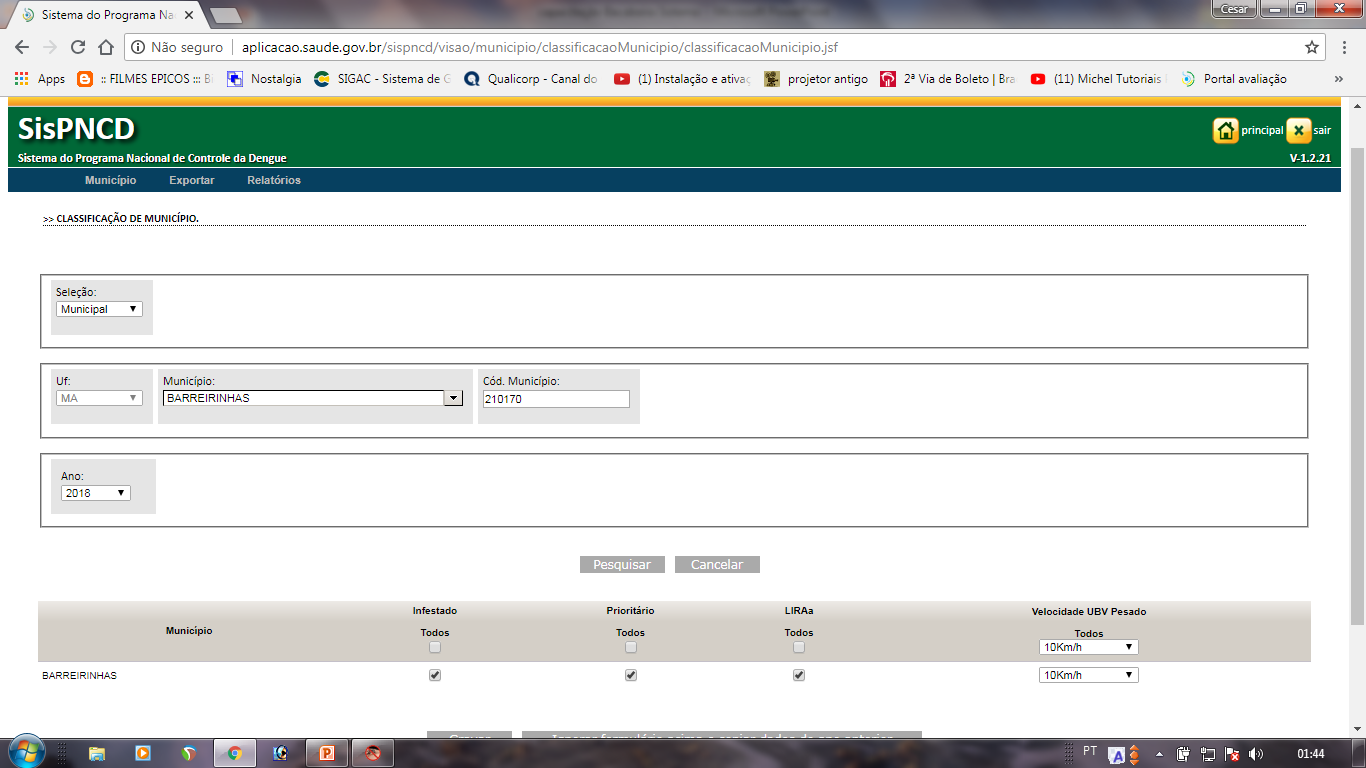 Sistema do Programa Na
Cesar
Não seguro | aplicacao.saude.gov.br/sispncd/visao/municipio/classificacaoMunicipio/classificacaoMunicipio.jsf
Apps :: FILMES EPICOS ::: B Nostalgia SIGAC - Sistema de G Qualicorp - Canal do (1) Instalação e ativaç projetor antigo 2ª Via de Boleto | Bra (11) Michel Tutoriais Portal avaliação »
SisPNCD
principal sair
Sistema do Programa Nacional de Controle da Dengue
V-1.2.21
Município Exportar Relatórios
>> CLASSIFICAÇÃO DE MUNICÍPIO.
Seleção:
Municipal
Uf: Município: Cód. Município:
MA BARREIRINHAS 210170
Ano:
2018
Pesquisar Cancelar
Infestado Prioritário LIRAa Velocidade UBV Pesado
Município Todos Todos Todos Todos
10Km/h
BARREIRINHAS 10Km/h
PT
01:44